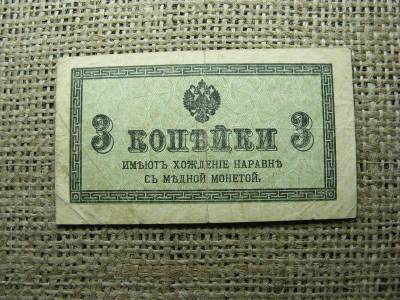 3 КОПѢЙКИ 3
ИМѢЮТЪ ХОЖДЕНІЕ НАРАВНѢ
СЪ МѢДНОЙ МОНЕТОЙ.